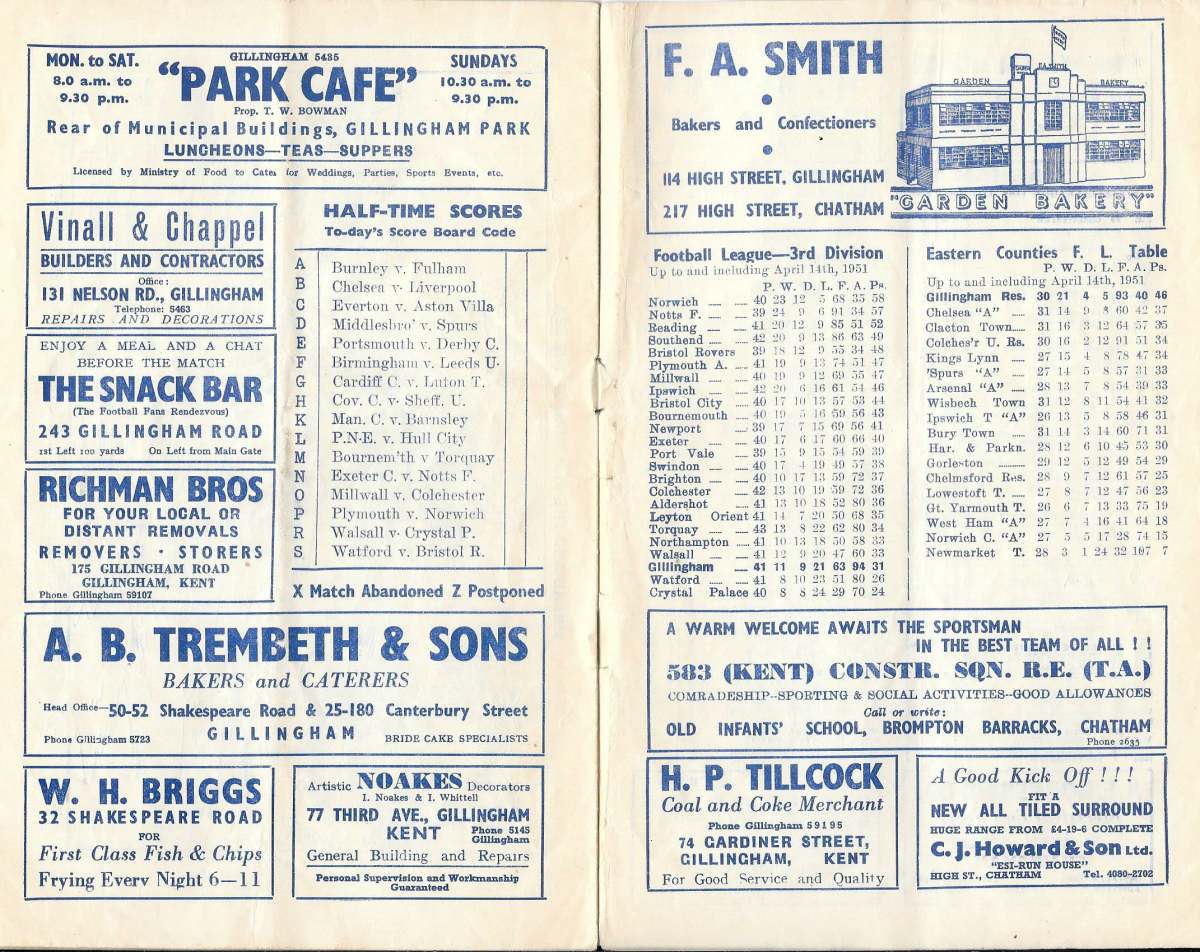 MON. to SAT.
8.0 a.m. to
9.30 p.m.
GILLINGHAM 5435
"PARK CAFE"
Prop. T. W. BOWMAN
SUNDAYS
10.30 a.m. to
9.30 p.m.
Rear of Municipal Buildings, GILLINGHAM PARK
LUNCHEONS—TEAS—SUPPERS
Licensed by Ministry of Food to Cater for Weddings, Parties, Sports Events, etc.
Vinall & Chappel
BUILDERS AND CONTRACTORS
Office:
131 NELSON RD., GILLINGHAM
Telephone: 5463
REPAIRS AND DECORATIONS
ENJOY A MEAL AND A CHAT
BEFORE THE MATCH
THE SNACK BAR
(The Football Fans Rendezvous)
243 GILLINGHAM ROAD
1st Left 100 yards On Left from Main Gate
RICHMAN BROS
FOR YOUR LOCAL OR
DISTANT REMOVALS
REMOVERS · STORERS
175 GILLINGHAM ROAD
GILLINGHAM, KENT
Phone Gillingham 59107
HALF-TIME SCORES
To-day's Score Board Code
A Burnley v. Fulham
B Chelsea v. Liverpool
C Everton v. Aston Villa
D Middlesbro' v. Spurs
E Portsmouth v. Derby C.
F Birmingham v. Leeds U.
G Cardiff C. v. Luton T.
H Cov. C. v. Sheff. U.
K Man. C. v. Barnsley
L P.N.E. v. Hull City
M Bournem'th v Torquay
N Exeter C. v. Notts F.
O Millwall v. Colchester
P Plymouth v. Norwich
R Walsall v. Crystal P.
S Watford v. Bristol R.
X Match Abandoned Z Postponed
A. B. TREMBETH & SONS
BAKERS and CATERERS
Head Office—50-52 Shakespeare Road & 25-180 Canterbury Street
GILLINGHAM
Phone Gillingham 5723
BRIDE CAKE SPECIALISTS
W. H. BRIGGS
32 SHAKESPEARE ROAD
FOR
First Class Fish & Chips
Frying Every Night 6—11
Artistic NOAKES Decorators
I. Noakes & I. Whittell
77 THIRD AVE., GILLINGHAM
KENT Phone 5145
Gillingham
General Building and Repairs
Personal Supervision and Workmanship
Guaranteed
F. A. SMITH
Bakers and Confectioners
114 HIGH STREET, GILLINGHAM
217 HIGH STREET, CHATHAM
GARDEN F.A.SMITH BAKERY
"GARDEN BAKERY"
Football League—3rd Division
Up to and including April 14th, 1951
P. W. D. L. F. A. Ps.
Norwich 40 23 12 5 68 35 58
Notts F. 39 24 9 6 91 34 57
Reading 41 20 12 9 85 51 52
Southend 42 20 9 13 86 63 49
Bristol Rovers 39 18 12 9 55 34 48
Plymouth A. 41 19 9 13 74 51 47
Millwall 40 19 9 12 69 55 47
Ipswich 42 20 6 16 61 54 46
Bristol City 40 17 10 13 57 53 44
Bournemouth 40 19 5 16 59 56 43
Newport 39 17 7 15 69 56 41
Exeter 40 17 6 17 60 66 40
Port Vale 39 15 9 15 54 59 39
Swindon 40 17 4 19 49 57 38
Brighton 40 10 17 13 59 72 37
Colchester 42 13 10 19 59 72 36
Aldershot 41 13 10 18 52 80 36
Leyton Orient 41 14 7 20 50 68 35
Torquay 43 13 8 22 62 80 34
Northampton 41 10 13 18 50 58 33
Walsall 41 12 9 20 47 60 33
Gillingham 41 11 9 21 63 94 31
Watford 41 8 10 23 51 80 26
Crystal Palace 40 8 8 24 29 70 24
Eastern Counties F. L. Table
P. W. D. L. F. A. Ps.
Up to and including April 14th, 1951
Gillingham Res. 30 21 4 5 93 40 46
Chelsea "A" 31 14 9 8 60 42 37
Clacton Town 31 16 3 12 64 57 35
Colches'r U. Rs. 30 16 2 12 91 51 34
Kings Lynn 27 15 4 8 78 47 34
'Spurs "A" 27 14 5 8 57 31 33
Arsenal "A" 28 13 7 8 54 39 33
Wisbech Town 31 12 8 11 54 41 32
Ipswich T "A" 26 13 5 8 58 46 31
Bury Town 31 14 3 14 60 71 31
Har. & Parkn. 28 12 6 10 45 53 30
Gorleston 29 12 5 12 49 54 29
Chelmsford Res. 28 9 7 12 61 57 25
Lowestoft T. 27 8 7 12 47 56 23
Gt. Yarmouth T. 26 6 7 13 33 75 19
West Ham "A" 27 7 4 16 41 64 18
Norwich C. "A" 27 5 5 17 28 74 15
Newmarket T. 28 3 1 24 32 107 7
A WARM WELCOME AWAITS THE SPORTSMAN
IN THE BEST TEAM OF ALL ! !
583 (KENT) CONSTR. SQN. R.E. (T.A.)
COMRADESHIP--SPORTING & SOCIAL ACTIVITIES--GOOD ALLOWANCES
Call or write:
OLD INFANTS' SCHOOL, BROMPTON BARRACKS, CHATHAM
Phone 2635
H. P. TILLCOCK
Coal and Coke Merchant
Phone Gillingham 59195
74 GARDINER STREET,
GILLINGHAM, KENT
For Good Service and Quality
A Good Kick Off ! ! !
FIT A
NEW ALL TILED SURROUND
HUGE RANGE FROM £4-19-6 COMPLETE
C. J. Howard & Son Ltd.
"ESI-RUN HOUSE"
HIGH ST., CHATHAM Tel. 4080-2702